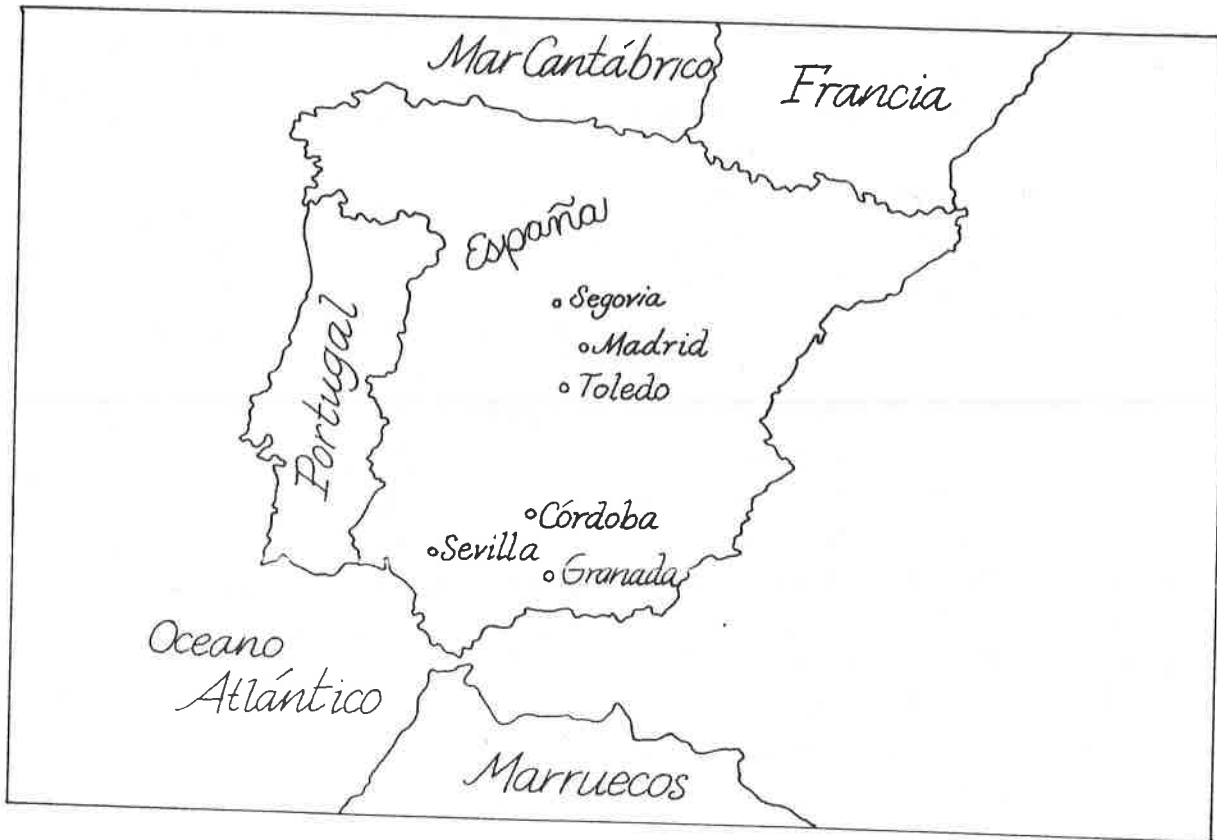 Mar Cantábrico
Francia
España
Segovia
Madrid
Portugal
Toledo
Córdoba
Sevilla
Granada
Oceano
Atlántico
Marruecos